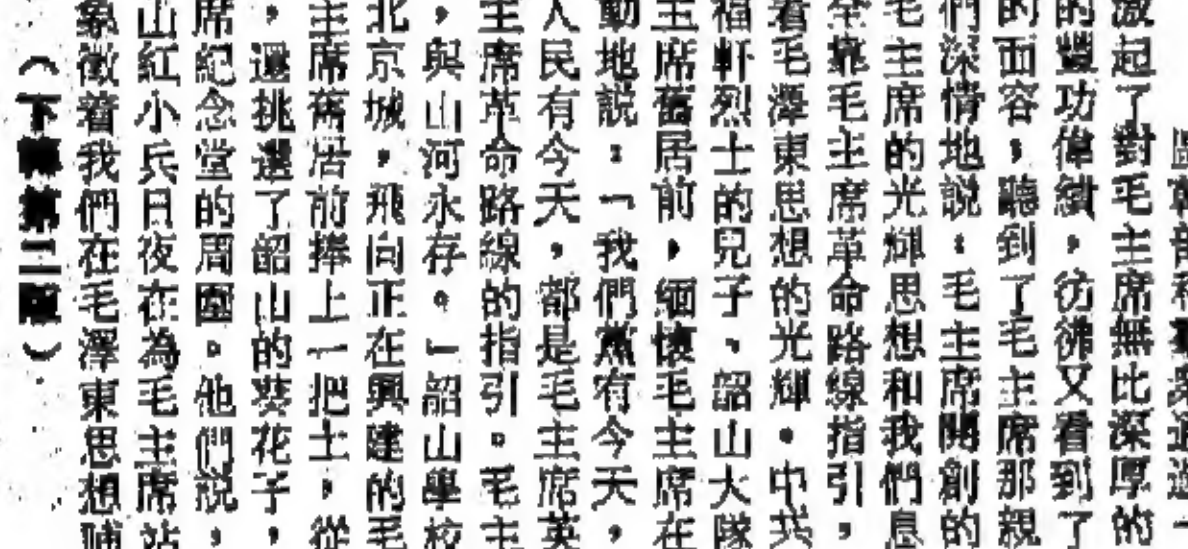 激起了對毛主席無比深厚的
的豐功偉績，彷彿又看到了
的面容，聽到了毛主席那親
們深情地說：毛主席開創的
毛主席的光輝思想和我們息
靠毛主席革命路線指引，
着毛澤東思想的光輝。中共
福軒烈士的兒子、韶山大隊
主席舊居前，緬懷毛主席在
動地説：「我們黨有今天，
人民有今天，都是毛主席英
主席革命路線的指引。毛主
，與山河永存。」韶山學校
北京城，飛向正在興建的毛
主席舊居前捧上一把土，從
，還挑選了韶山的葵花子，
席紀念堂的周圍。他們說，
山紅小兵日夜在為毛主席站
象徵着我們在毛澤東思想哺
（下轉第二版）